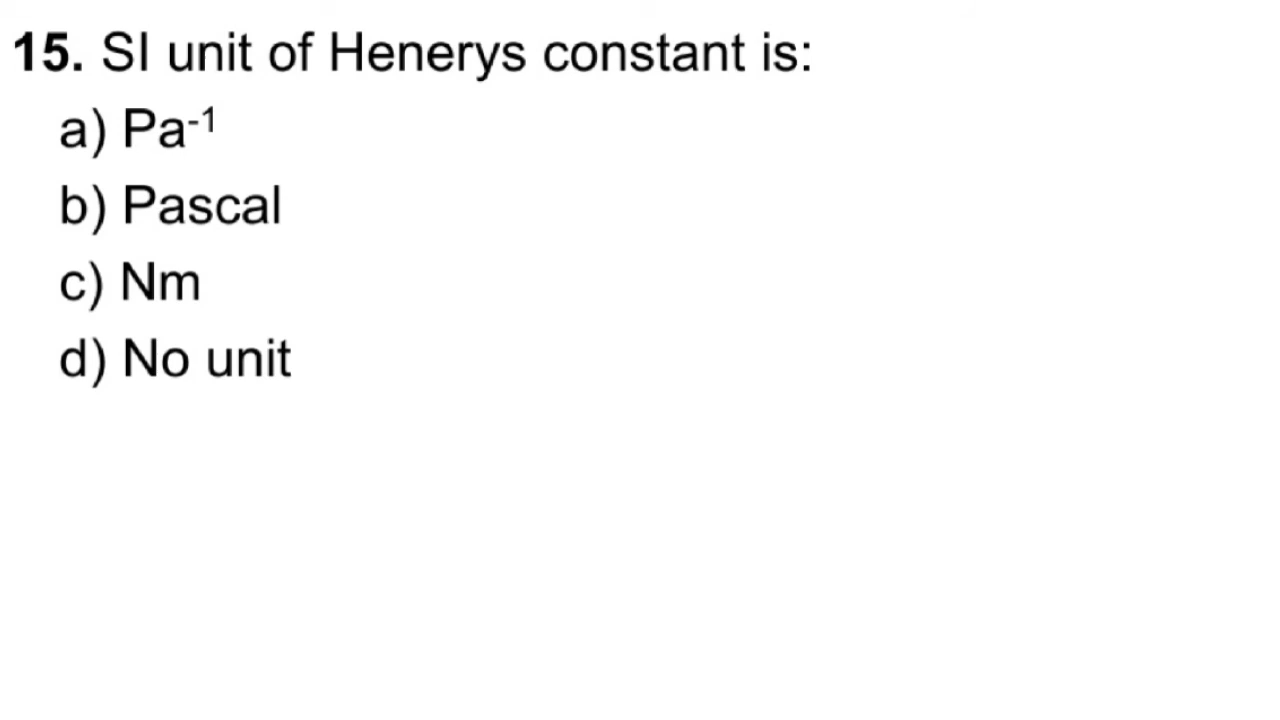 15. SI unit of Henerys constant is:
a) Pa⁻¹
b) Pascal
c) Nm
d) No unit